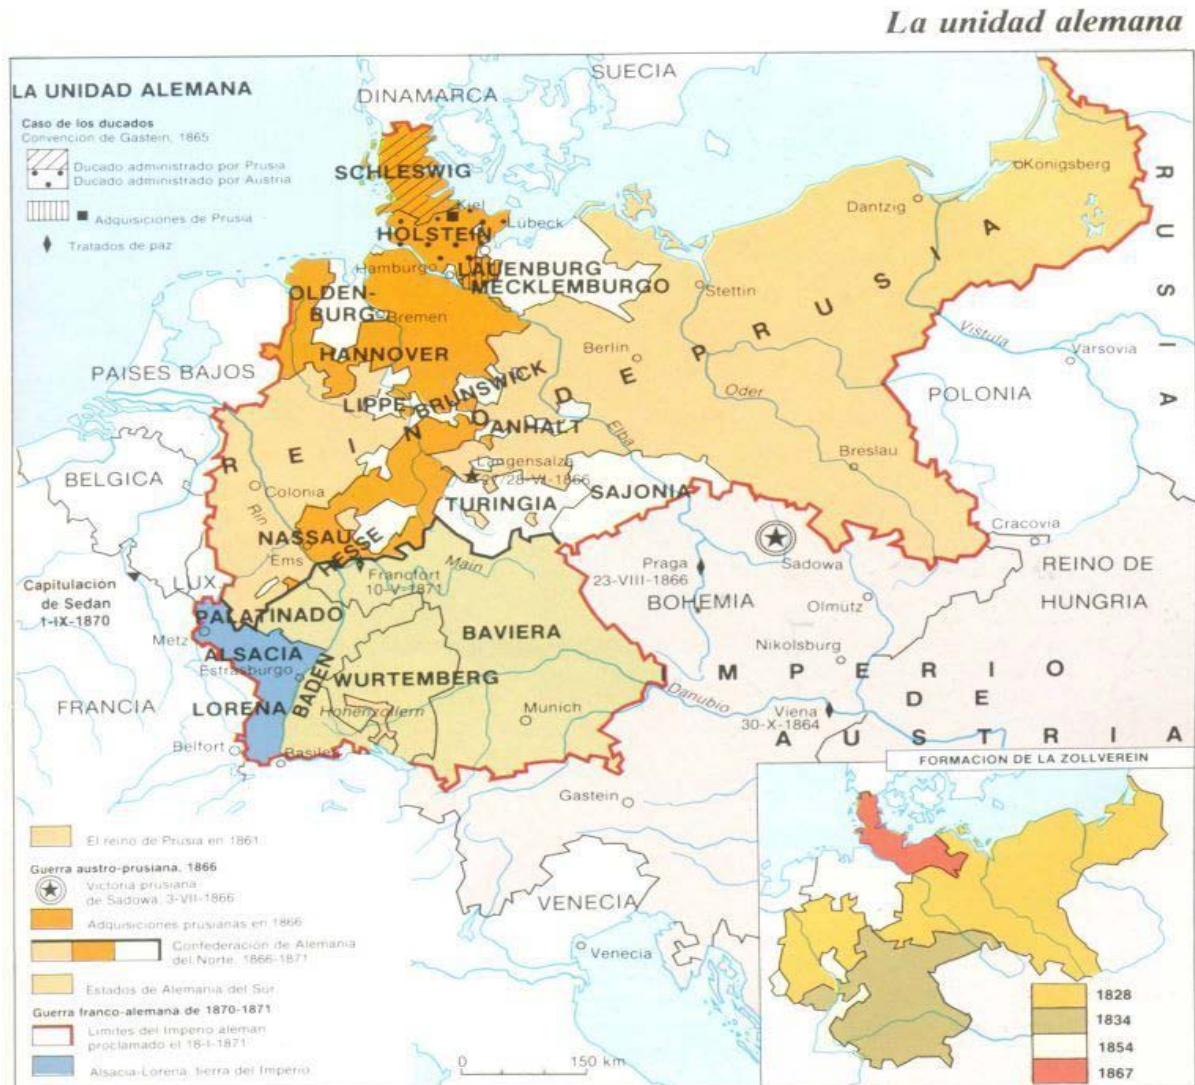 La unidad alemana
LA UNIDAD ALEMANA
Caso de los ducados
Convención de Gastein, 1865
Ducado administrado por Prusia
Ducado administrado por Austria
Adquisiciones de Prusia
Tratados de paz
SUECIA
DINAMARCA
SCHLESWIG
Kiel
HOLSTEIN
Lübeck
Hamburgo
LAUENBURG
MECKLEMBURGO
OLDEN-
BURG
Bremen
HANNOVER
Königsberg
Dantzig
Stettin
RUSIA
Vistula
Varsovia
POLONIA
Berlin
Oder
PAISES BAJOS
LIPPE
BRUNSWICK
REINO DE PRUSIA
ANHALT
Elba
Breslau
BELGICA
Colonia
Rin
Langensalza
27/28-VI-1866
TURINGIA
SAJONIA
Cracovia
NASSAU
HESSE
Ems
Francfort
10-V-1871
Main
Praga
23-VIII-1866
Sadowa
REINO DE
HUNGRIA
BOHEMIA
Olmütz
Capitulación
de Sedan
1-IX-1870
LUX
PALATINADO
Metz
ALSACIA
Estrasburgo
BAVIERA
Nikolsburg
IMPERIO
DE
AUSTRIA
FRANCIA
LORENA
BADEN
WURTEMBERG
Hohenzollern
Munich
Danubio
Viena
30-X-1864
Belfort
Basilea
Gastein
VENECIA
Venecia
El reino de Prusia en 1861
Guerra austro-prusiana, 1866
Victoria prusiana
de Sadowa, 3-VII-1866
Adquisiciones prusianas en 1866
Confederación de Alemania
del Norte, 1866-1871
Estados de Alemania del Sur
Guerra franco-alemana de 1870-1871
Limites del Imperio aleman
proclamado el 18-I-1871
Alsacia-Lorena, tierra del Imperio
0 150 km
FORMACION DE LA ZOLLVEREIN
1828
1834
1854
1867